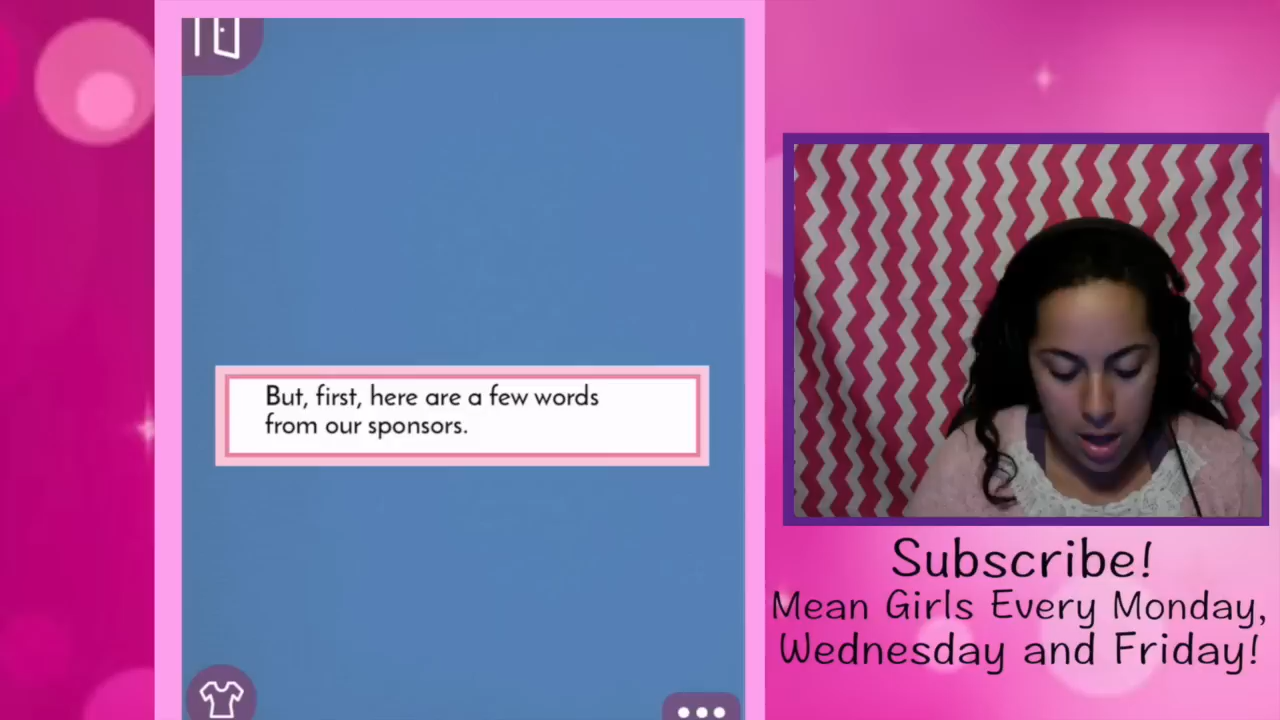 But, first, here are a few words
from our sponsors.
Subscribe!
Mean Girls Every Monday,
Wednesday and Friday!